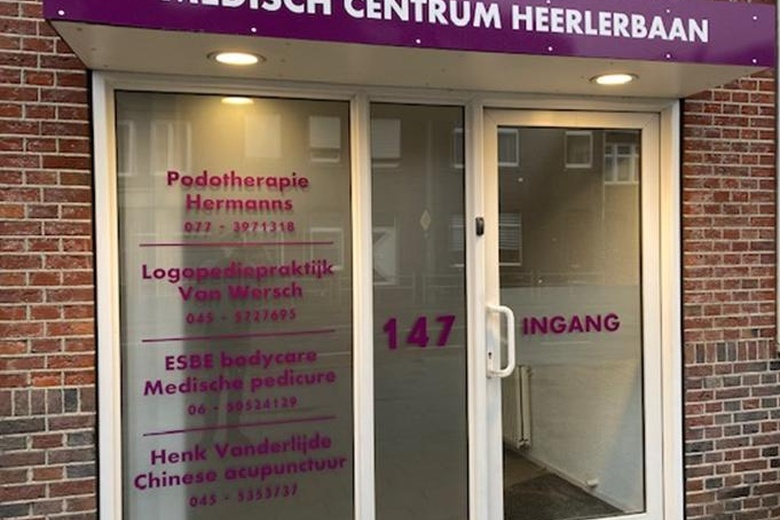 MEDISCH CENTRUM HEERLERBAAN
Podotherapie
Hermanns
077 - 3971318
Logopediepraktijk
Van Wersch
045 - 5727695
ESBE bodycare
Medische pedicure
06 - 50524129
Henk Vanderlijde
Chinese acupunctuur
045 - 5353737
147
INGANG